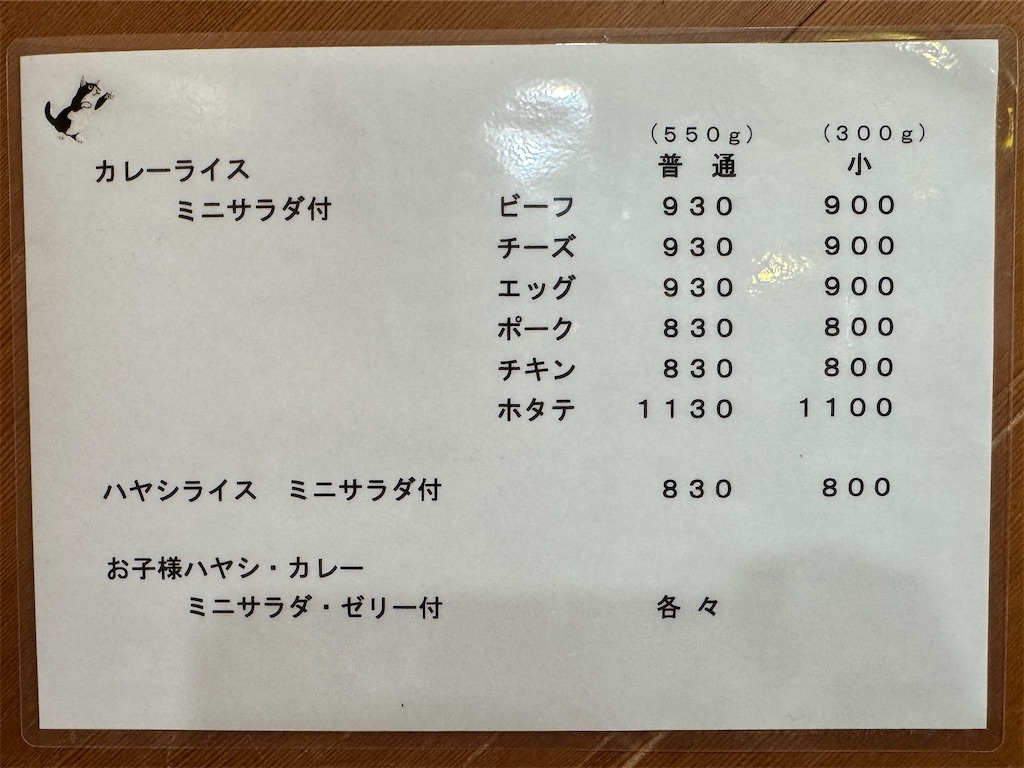 （５５０ｇ）　（３００ｇ）
カレーライス　普　通　小
ミニサラダ付　ビーフ　９３０　９００
チーズ　９３０　９００
エッグ　９３０　９００
ポーク　８３０　８００
チキン　８３０　８００
ホタテ　１１３０　１１００
ハヤシライス　ミニサラダ付　８３０　８００
お子様ハヤシ・カレー
ミニサラダ・ゼリー付　各々